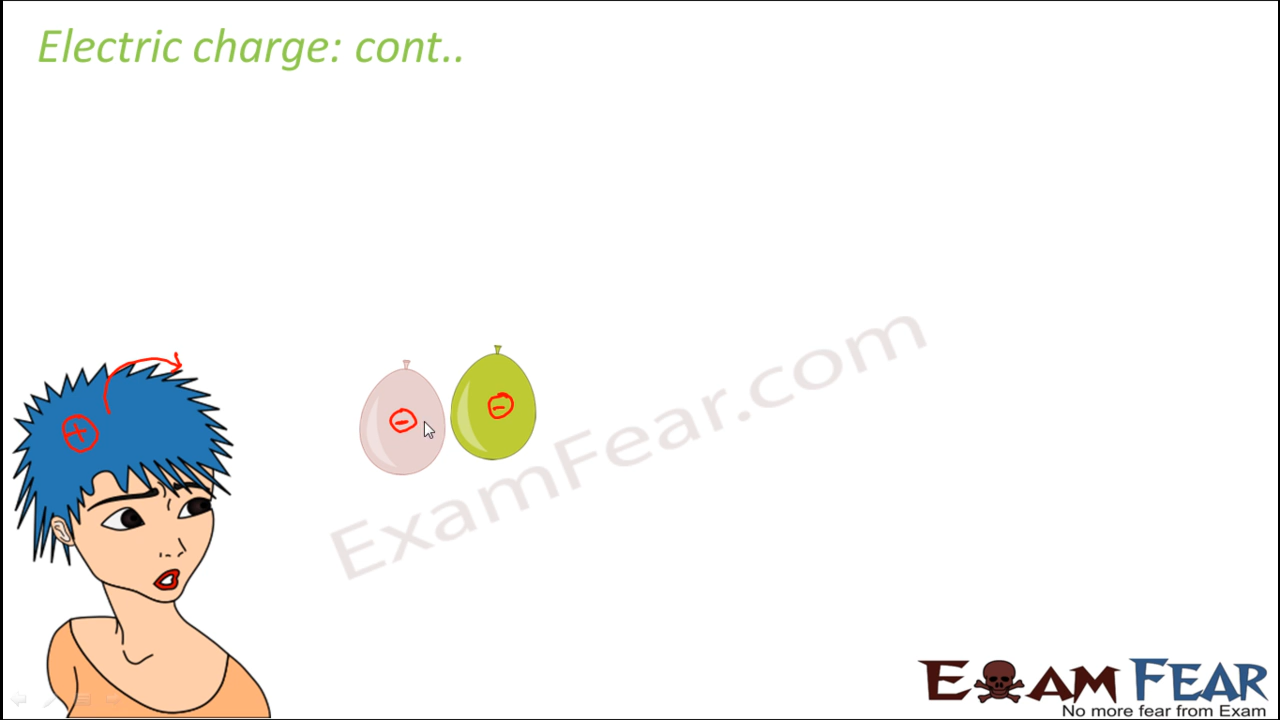 Electric charge: cont..
+
-
-
ExamFear.com
EXAM FEAR
No more fear from Exam